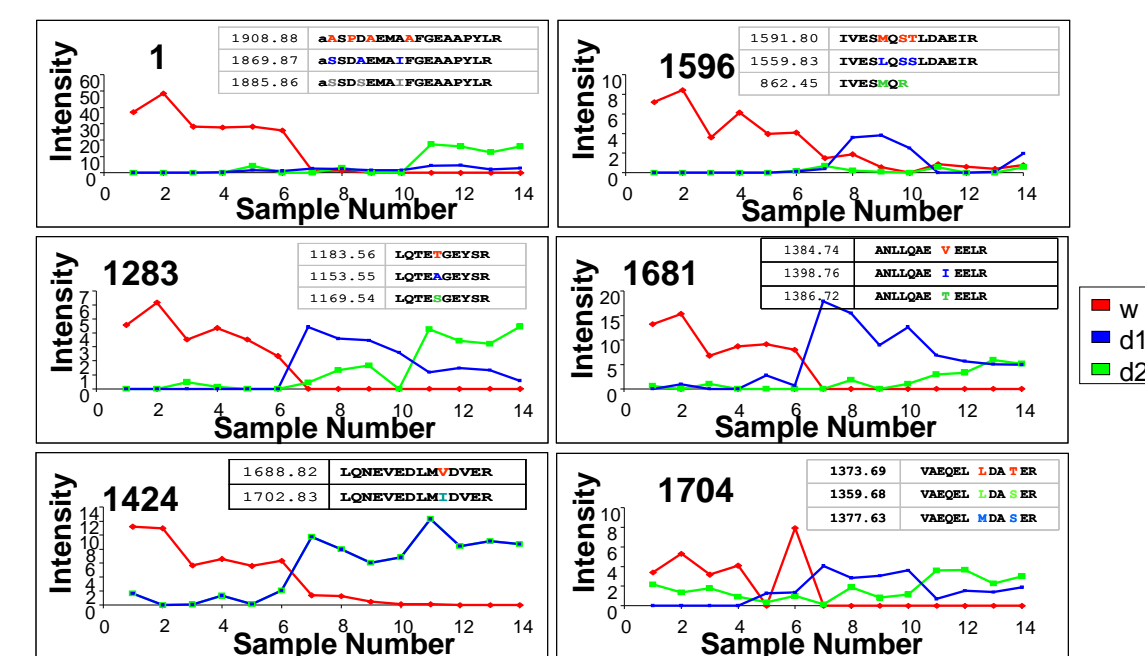 1
1908.88 aASPDAEMAAFGEAAPYLR
1869.87 aSSDAEMAIFGEAAPYLR
1885.86 aSSDSEMAIFGEAAPYLR
Intensity
60
50
40
30
20
10
0
0 2 4 6 8 10 12 14
Sample Number
1596
1591.80 IVESMQSTLDAEIR
1559.83 IVESLQSSLDAEIR
862.45 IVESMQR
Intensity
10
8
6
4
2
0
0 2 4 6 8 10 12 14
Sample Number
1283
1183.56 LQTETGEYSR
1153.55 LQTEAGEYSR
1169.54 LQTESGEYSR
Intensity
7
6
5
4
3
2
1
0
0 2 4 6 8 10 12 14
Sample Number
1681
1384.74 ANLLQAE V EELR
1398.76 ANLLQAE I EELR
1386.72 ANLLQAE T EELR
Intensity
20
15
10
5
0
0 2 4 6 8 10 12 14
Sample Number
w
d1
d2
1424
1688.82 LQNEVEDLMVDVER
1702.83 LQNEVEDLMIDVER
Intensity
14
12
10
8
6
4
2
0
0 2 4 6 8 10 12 14
Sample Number
1704
1373.69 VAEQEL L DA T ER
1359.68 VAEQEL L DA S ER
1377.63 VAEQEL M DA S ER
Intensity
10
8
6
4
2
0
0 2 4 6 8 10 12 14
Sample Number